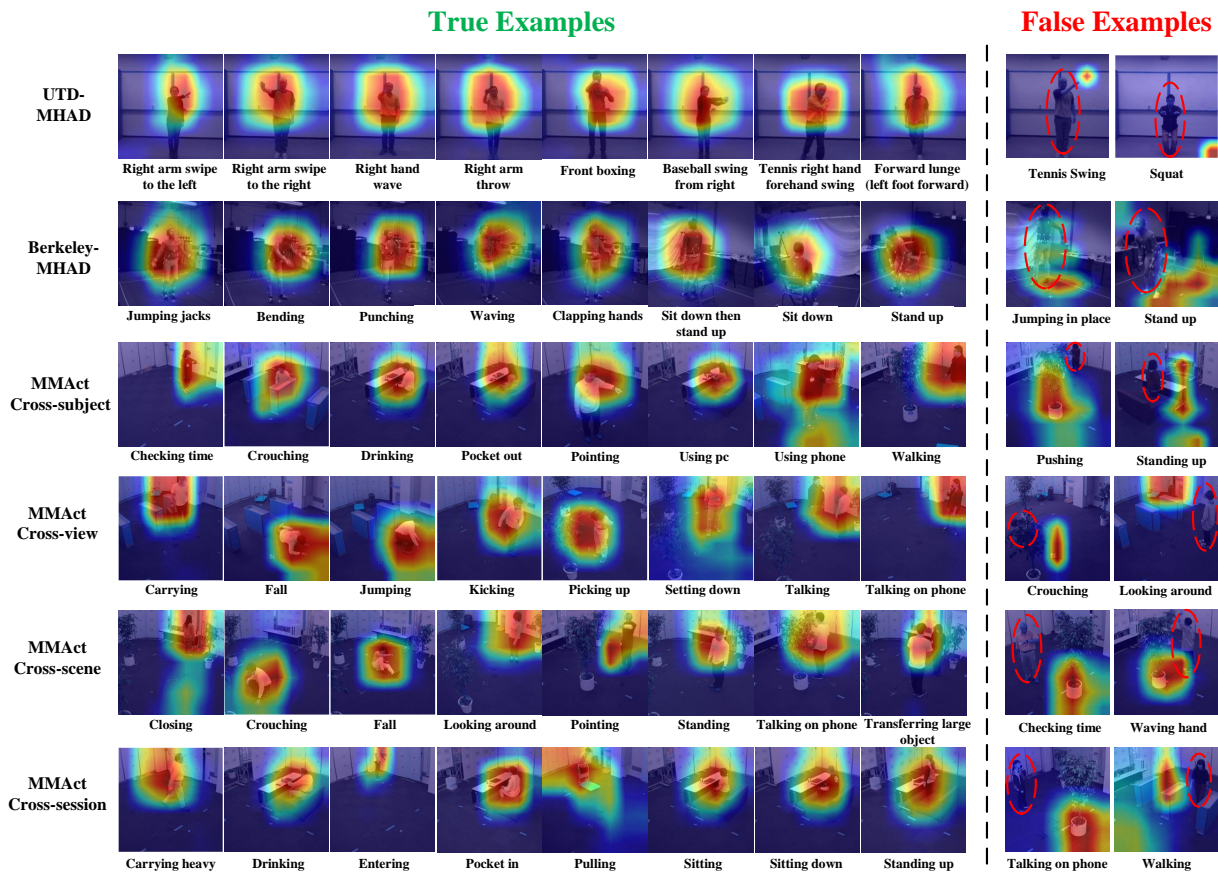 True Examples
False Examples
UTD-
MHAD
Right arm swipe
to the left
Right arm swipe
to the right
Right hand
wave
Right arm
throw
Front boxing
Baseball swing
from right
Tennis right hand
forehand swing
Forward lunge
(left foot forward)
Tennis Swing
Squat
Berkeley-
MHAD
Jumping jacks
Bending
Punching
Waving
Clapping hands
Sit down then
stand up
Sit down
Stand up
Jumping in place
Stand up
MMAct
Cross-subject
Checking time
Crouching
Drinking
Pocket out
Pointing
Using pc
Using phone
Walking
Pushing
Standing up
MMAct
Cross-view
Carrying
Fall
Jumping
Kicking
Picking up
Setting down
Talking
Talking on phone
Crouching
Looking around
MMAct
Cross-scene
Closing
Crouching
Fall
Looking around
Pointing
Standing
Talking on phone
Transferring large
object
Checking time
Waving hand
MMAct
Cross-session
Carrying heavy
Drinking
Entering
Pocket in
Pulling
Sitting
Sitting down
Standing up
Talking on phone
Walking